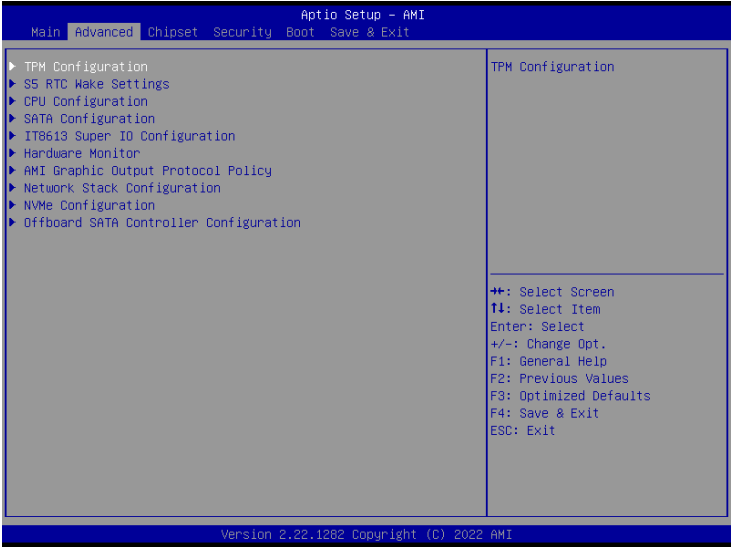 Aptio Setup - AMI
Main Advanced Chipset Security Boot Save & Exit
TPM Configuration
S5 RTC Wake Settings
CPU Configuration
SATA Configuration
IT8613 Super IO Configuration
Hardware Monitor
AMI Graphic Output Protocol Policy
Network Stack Configuration
NVMe Configuration
Offboard SATA Controller Configuration
TPM Configuration
→←: Select Screen
↑↓: Select Item
Enter: Select
+/-: Change Opt.
F1: General Help
F2: Previous Values
F3: Optimized Defaults
F4: Save & Exit
ESC: Exit
Version 2.22.1282 Copyright (C) 2022 AMI